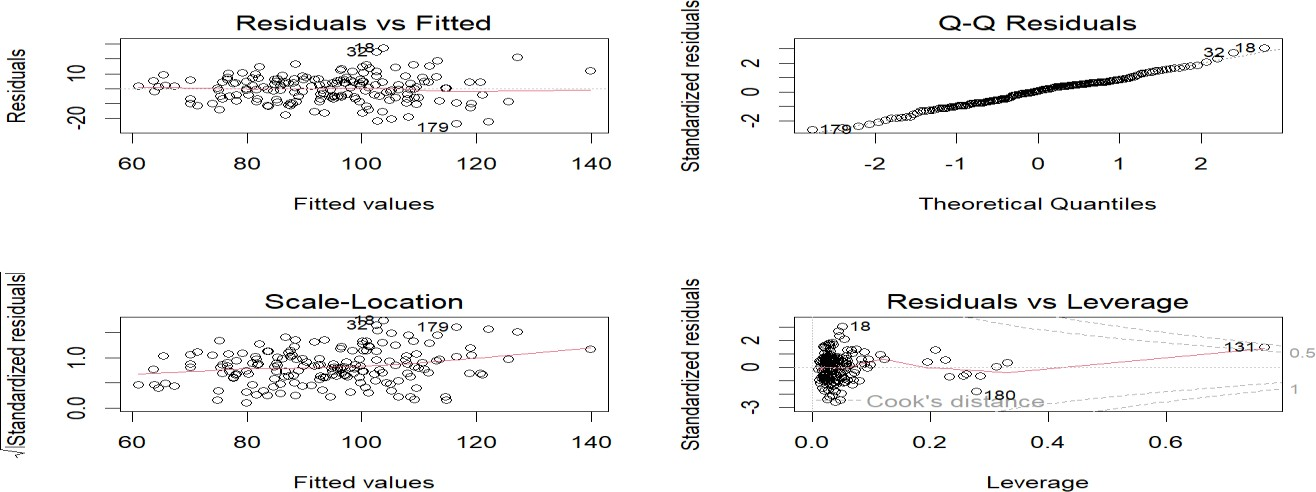 Residuals vs Fitted
Residuals
10
-20
18
32
179
60 80 100 120 140
Fitted values
Q-Q Residuals
Standardized residuals
2
0
-2
32 18
179
-2 -1 0 1 2
Theoretical Quantiles
Scale-Location
√|Standardized residuals|
1.0
0.0
18
32
179
60 80 100 120 140
Fitted values
Residuals vs Leverage
Standardized residuals
2
0
-3
18
131
0.5
1
180
Cook's distance
0.0 0.2 0.4 0.6
Leverage